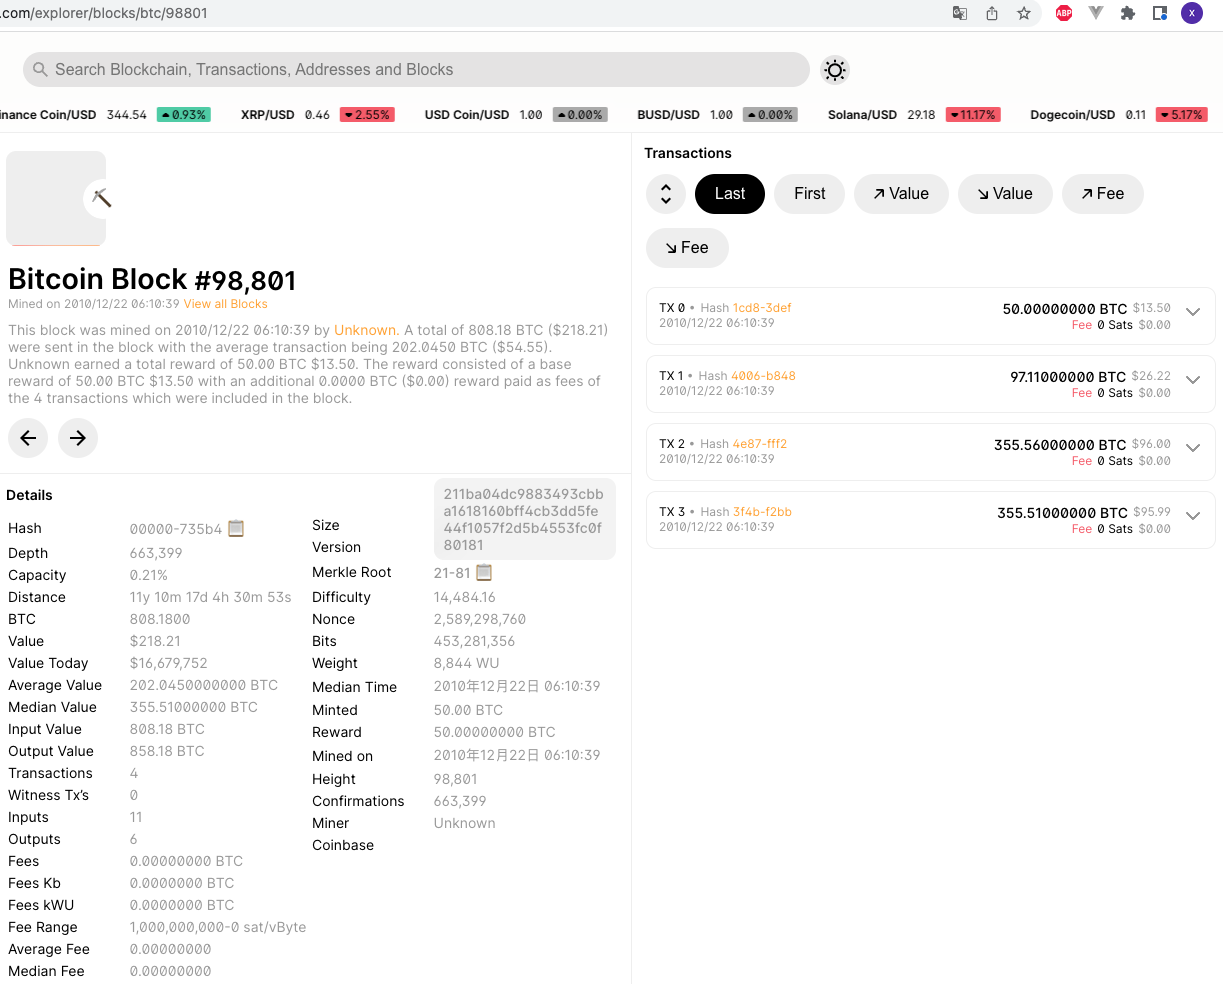 .com/explorer/blocks/btc/98801
ABP
X
Search Blockchain, Transactions, Addresses and Blocks
inance Coin/USD 344.54 0.93% XRP/USD 0.46 2.55% USD Coin/USD 1.00 0.00% BUSD/USD 1.00 0.00% Solana/USD 29.18 11.17% Dogecoin/USD 0.11 5.17%
Bitcoin Block #98,801
Mined on 2010/12/22 06:10:39 View all Blocks
This block was mined on 2010/12/22 06:10:39 by Unknown. A total of 808.18 BTC ($218.21)
were sent in the block with the average transaction being 202.0450 BTC ($54.55).
Unknown earned a total reward of 50.00 BTC $13.50. The reward consisted of a base
reward of 50.00 BTC $13.50 with an additional 0.0000 BTC ($0.00) reward paid as fees of
the 4 transactions which were included in the block.
Details
Hash 00000-735b4
Depth 663,399
Capacity 0.21%
Distance 11y 10m 17d 4h 30m 53s
BTC 808.1800
Value $218.21
Value Today $16,679,752
Average Value 202.0450000000 BTC
Median Value 355.51000000 BTC
Input Value 808.18 BTC
Output Value 858.18 BTC
Transactions 4
Witness Tx's 0
Inputs 11
Outputs 6
Fees 0.00000000 BTC
Fees Kb 0.0000000 BTC
Fees kWU 0.0000000 BTC
Fee Range 1,000,000,000-0 sat/vByte
Average Fee 0.00000000
Median Fee 0.00000000
211ba04dc9883493cbb
a1618160bff4cb3dd5fe
44f1057f2d5b4553fc0f
80181
Size
Version
Merkle Root 21-81
Difficulty 14,484.16
Nonce 2,589,298,760
Bits 453,281,356
Weight 8,844 WU
Median Time 2010年12月22日 06:10:39
Minted 50.00 BTC
Reward 50.00000000 BTC
Mined on 2010年12月22日 06:10:39
Height 98,801
Confirmations 663,399
Miner Unknown
Coinbase
Transactions
Last First ↗ Value ↘ Value ↗ Fee
↘ Fee
TX 0 • Hash 1cd8-3def 50.00000000 BTC $13.50
2010/12/22 06:10:39 Fee 0 Sats $0.00
TX 1 • Hash 4006-b848 97.11000000 BTC $26.22
2010/12/22 06:10:39 Fee 0 Sats $0.00
TX 2 • Hash 4e87-fff2 355.56000000 BTC $96.00
2010/12/22 06:10:39 Fee 0 Sats $0.00
TX 3 • Hash 3f4b-f2bb 355.51000000 BTC $95.99
2010/12/22 06:10:39 Fee 0 Sats $0.00